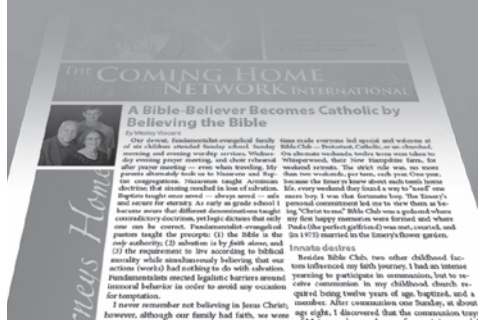 THE COMING HOME
NETWORK INTERNATIONAL
A Bible-Believer Becomes Catholic by
Believing the Bible
By Wesley Vincent
Our devout, fundamentalist-evangelical family
of six children attended Sunday school, Sunday
morning and evening worship services, Wednes-
day evening prayer meeting, and choir rehearsal
after prayer meeting — even when traveling. My
parents alternately took us to Nazarene and Bap-
tist congregations. Nazarenes taught Arminian
doctrine; that sinning resulted in loss of salvation.
Baptists taught once saved — always saved — safe
and secure for eternity. As early as grade school I
became aware that different denominations taught
contradictory doctrines, yet logic dictates that only
one can be correct. Fundamentalist-evangelical
pastors taught the precepts: (1) the Bible is the
only authority; (2) salvation is by faith alone; and
(3) the requirement to live according to biblical
morality while simultaneously believing that our
actions (works) had nothing to do with salvation.
Fundamentalists erected legalistic barriers around
immoral behavior in order to avoid any occasion
for temptation.
I never remember not believing in Jesus Christ;
however, although our family had faith, we were
tions made everyone feel special and welcome at
Bible Club — Protestant, Catholic, or un-churched.
On alternate weekends, twelve teens were taken to
Whisperwood, their New Hampshire farm, for
weekend retreats. The strict rule was, no more
than two weekends, per teen, each year. One year,
because the Emerys knew about each teen's home
life, every weekend they found a way to "need" one
more boy. I was that fortunate boy. The Emery's
personal commitment led me to view them as be-
ing "Christ to me." Bible Club was a godsend where
my first happy memories were formed and where
Paula (the perfect girlfriend) was met, courted, and
(in 1975) married in the Emery's flower garden.
Innate desires
Besides Bible Club, two other childhood fac-
tors influenced my faith journey. I had an intense
yearning to participate in communion, but to re-
ceive communion in my childhood church re-
quired being twelve years of age, baptized, and a
member. After communion one Sunday, at about
age eight, I discovered that the communion trays
neys Home